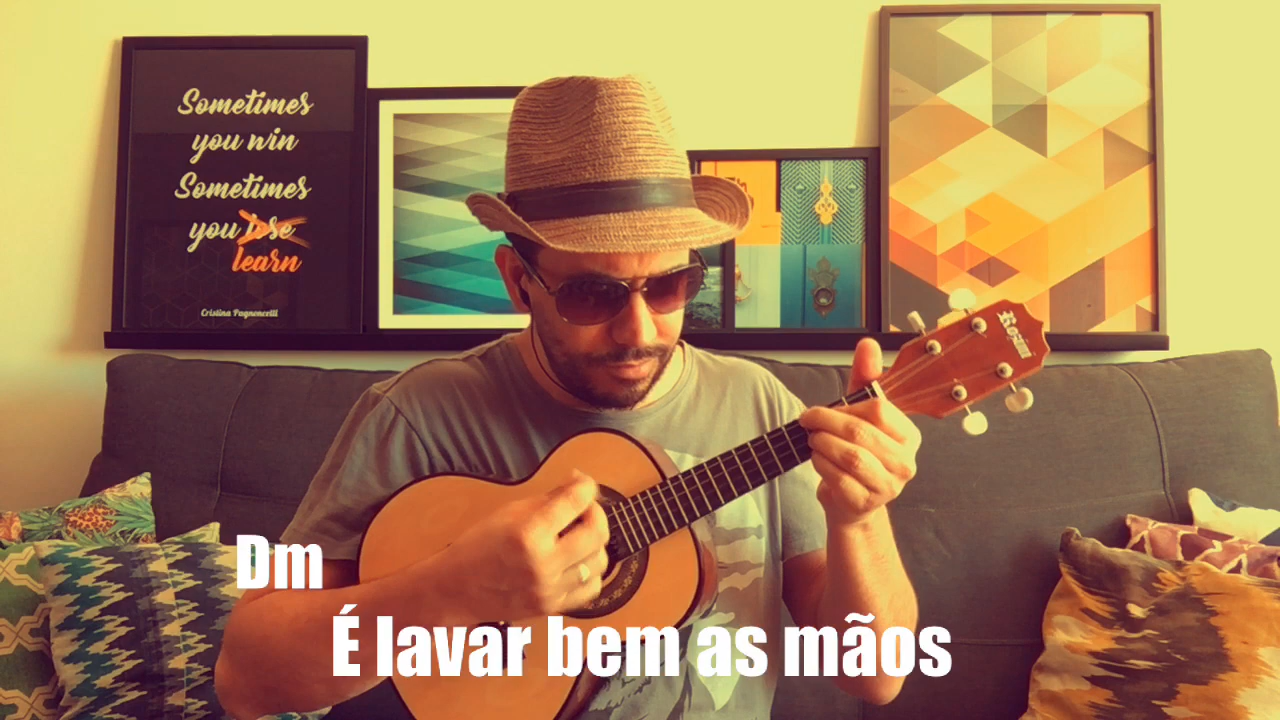 Sometimes
you win
Sometimes
you lose
learn
Cristina Pagnoncelli
Dm
É lavar bem as mãos